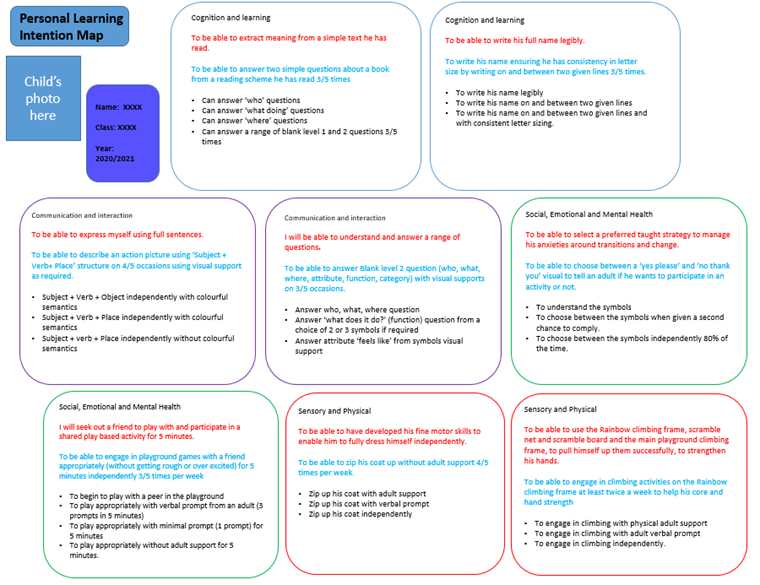 Personal Learning
Intention Map
Child's
photo
here
Name:  XXXX
Class: XXXX
Year:
2020/2021
Cognition and learning
To be able to extract meaning from a simple text he has
read.
To be able to answer two simple questions about a book
from a reading scheme he has read 3/5 times
• Can answer 'who' questions
• Can answer 'what doing' questions
• Can answer 'where' questions
• Can answer a range of blank level 1 and 2 questions 3/5
times
Cognition and learning
To be able to write his full name legibly.
To write his name ensuring he has consistency in letter
size by writing on and between two given lines 3/5 times.
• To write his name legibly
• To write his name on and between two given lines
• To write his name on and between two given lines and
with consistent letter sizing.
Communication and interaction
To be able to express myself using full sentences.
To be able to describe an action picture using 'Subject +
Verb+ Place' structure on 4/5 occasions using visual support
as required.
• Subject + Verb + Object independently with colourful
semantics
• Subject + Verb + Place independently with colourful
semantics
• Subject + verb + Place independently without colourful
semantics
Communication and interaction
I will be able to understand and answer a range of
questions.
To be able to answer Blank level 2 question (who, what,
where, attribute, function, category) with visual supports
on 3/5 occasions.
• Answer who, what, where question
• Answer 'what does it do?' (function) question from a
choice of 2 or 3 symbols if required
• Answer attribute 'feels like' from symbols visual
support
Social, Emotional and Mental Health
To be able to select a preferred taught strategy to manage
his anxieties around transitions and change.
To be able to choose between a 'yes please' and 'no thank
you' visual to tell an adult if he wants to participate in an
activity or not.
• To understand the symbols
• To choose between the symbols when given a second
chance to comply.
• To choose between the symbols independently 80% of
the time.
Social, Emotional and Mental Health
I will seek out a friend to play with and participate in a
shared play based activity for 5 minutes.
To be able to engage in playground games with a friend
appropriately (without getting rough or over excited) for 5
minutes independently 3/5 times per week
• To begin to play with a peer in the playground
• To play appropriately with verbal prompt from an adult (3
prompts in 5 minutes)
• To play appropriately with minimal prompt (1 prompt) for
5 minutes
• To play appropriately without adult support for 5
minutes.
Sensory and Physical
To be able to have developed his fine motor skills to
enable him to fully dress himself independently.
To be able to zip his coat up without adult support 4/5
times per week.
• Zip up his coat with adult support
• Zip up his coat with verbal prompt
• Zip up his coat independently
Sensory and Physical
To be able to use the Rainbow climbing frame, scramble
net and scramble board and the main playground climbing
frame, to pull himself up them successfully, to strengthen
his hands.
To be able to engage in climbing activities on the Rainbow
climbing frame at least twice a week to help his core and
hand strength
• To engage in climbing with physical adult support
• To engage in climbing with adult verbal prompt
• To engage in climbing independently.